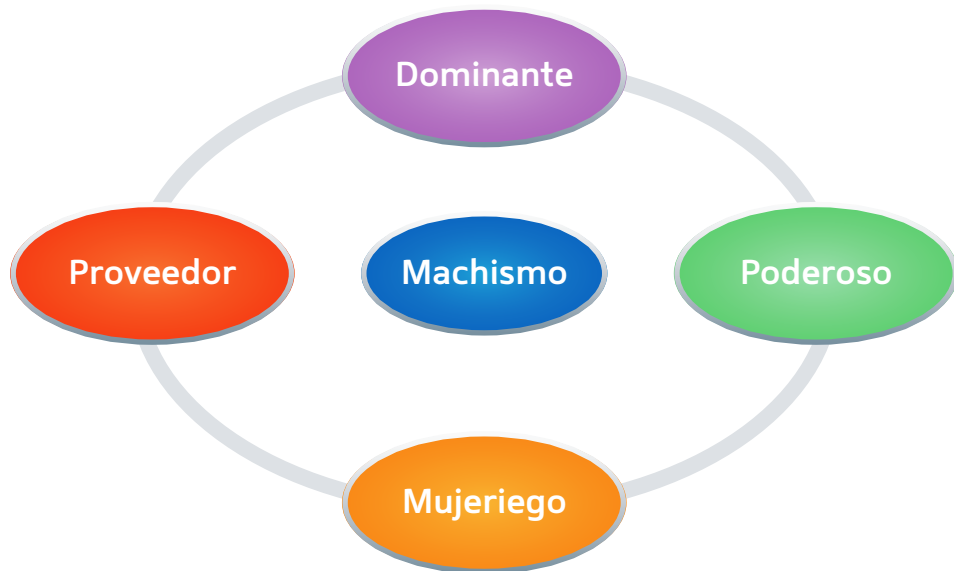 Dominante
Proveedor
Machismo
Poderoso
Mujeriego